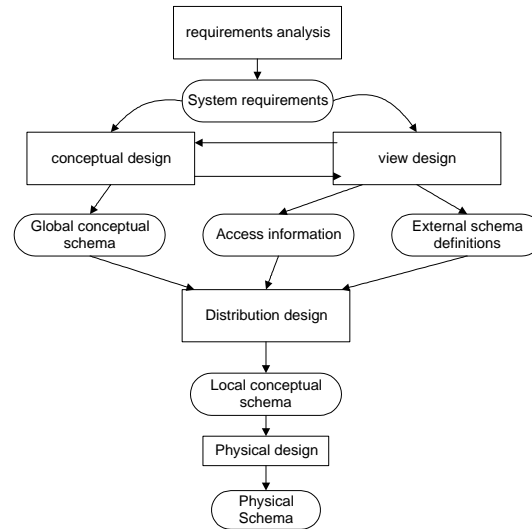 requirements analysis
System requirements
conceptual design
view design
Global conceptual
schema
Access information
External schema
definitions
Distribution design
Local conceptual
schema
Physical design
Physical
Schema